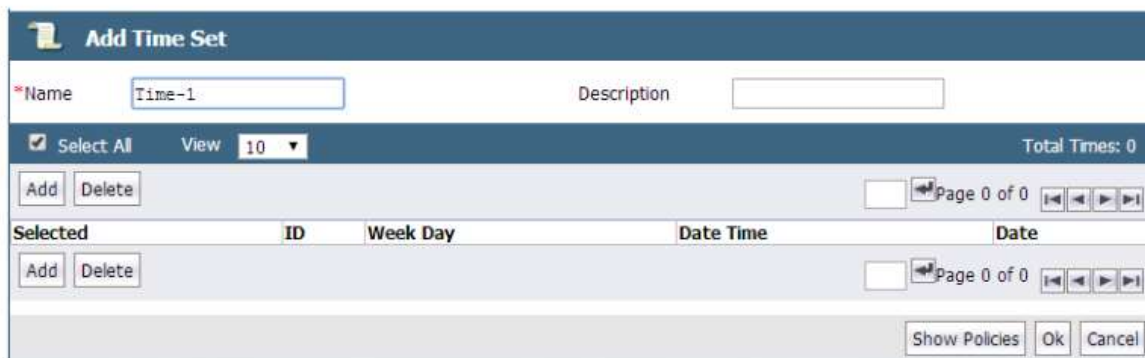 Add Time Set
*Name Time-1 Description
Select All View 10 Total Times: 0
Add Delete Page 0 of 0
Selected ID Week Day Date Time Date
Add Delete Page 0 of 0
Show Policies Ok Cancel